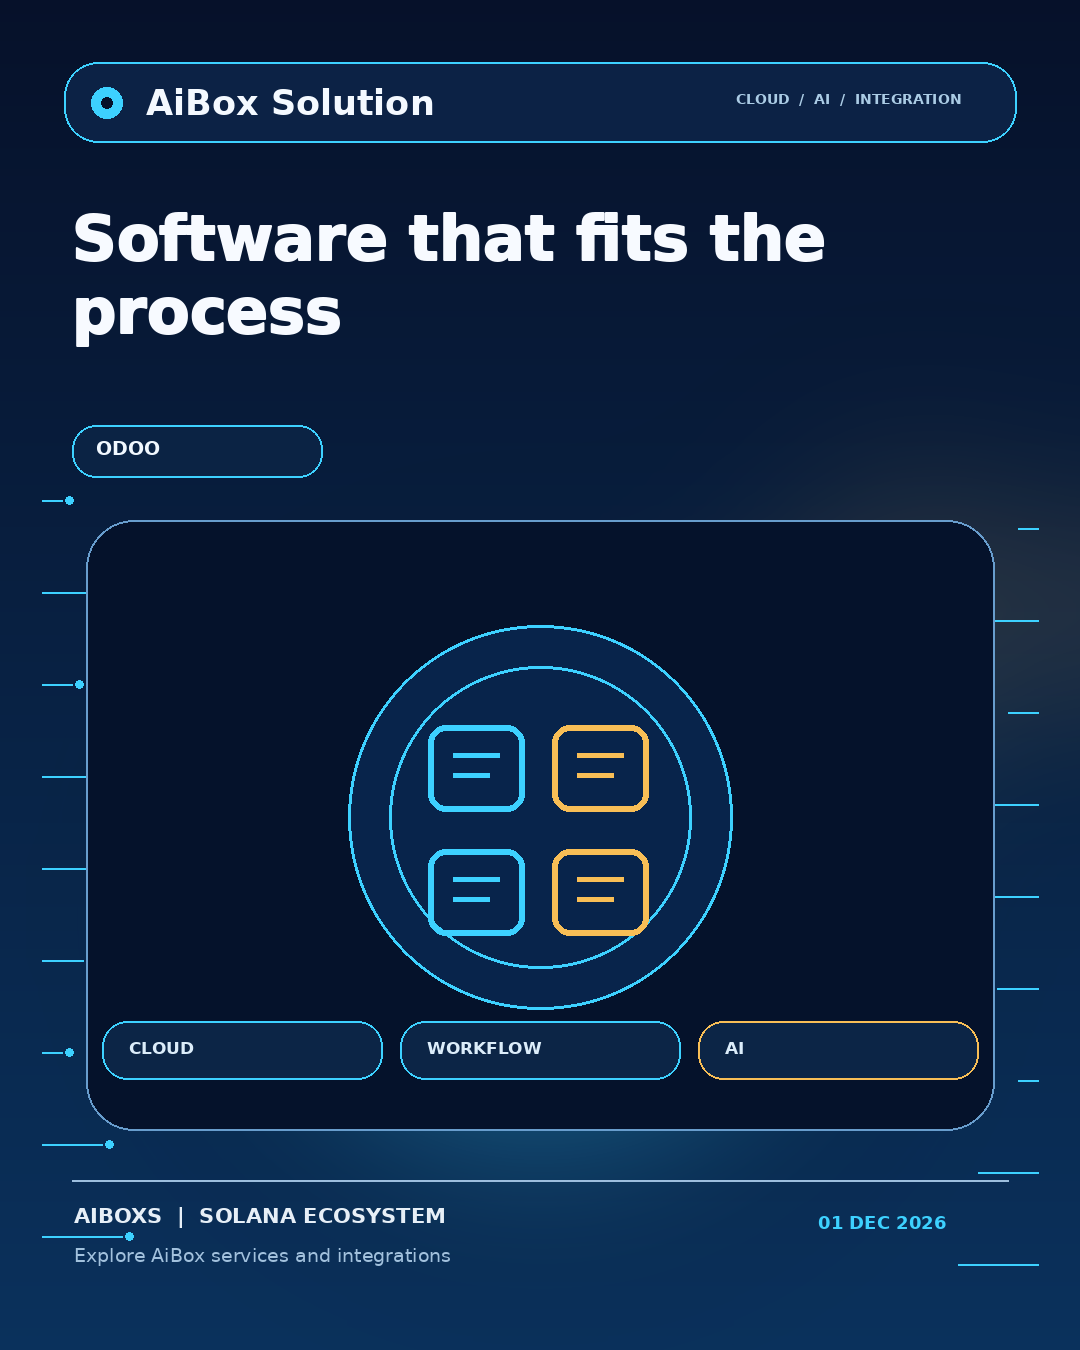 AiBox Solution
CLOUD / AI / INTEGRATION
Software that fits the
process
ODOO
CLOUD
WORKFLOW
AI
AIBOXS | SOLANA ECOSYSTEM
01 DEC 2026
Explore AiBox services and integrations